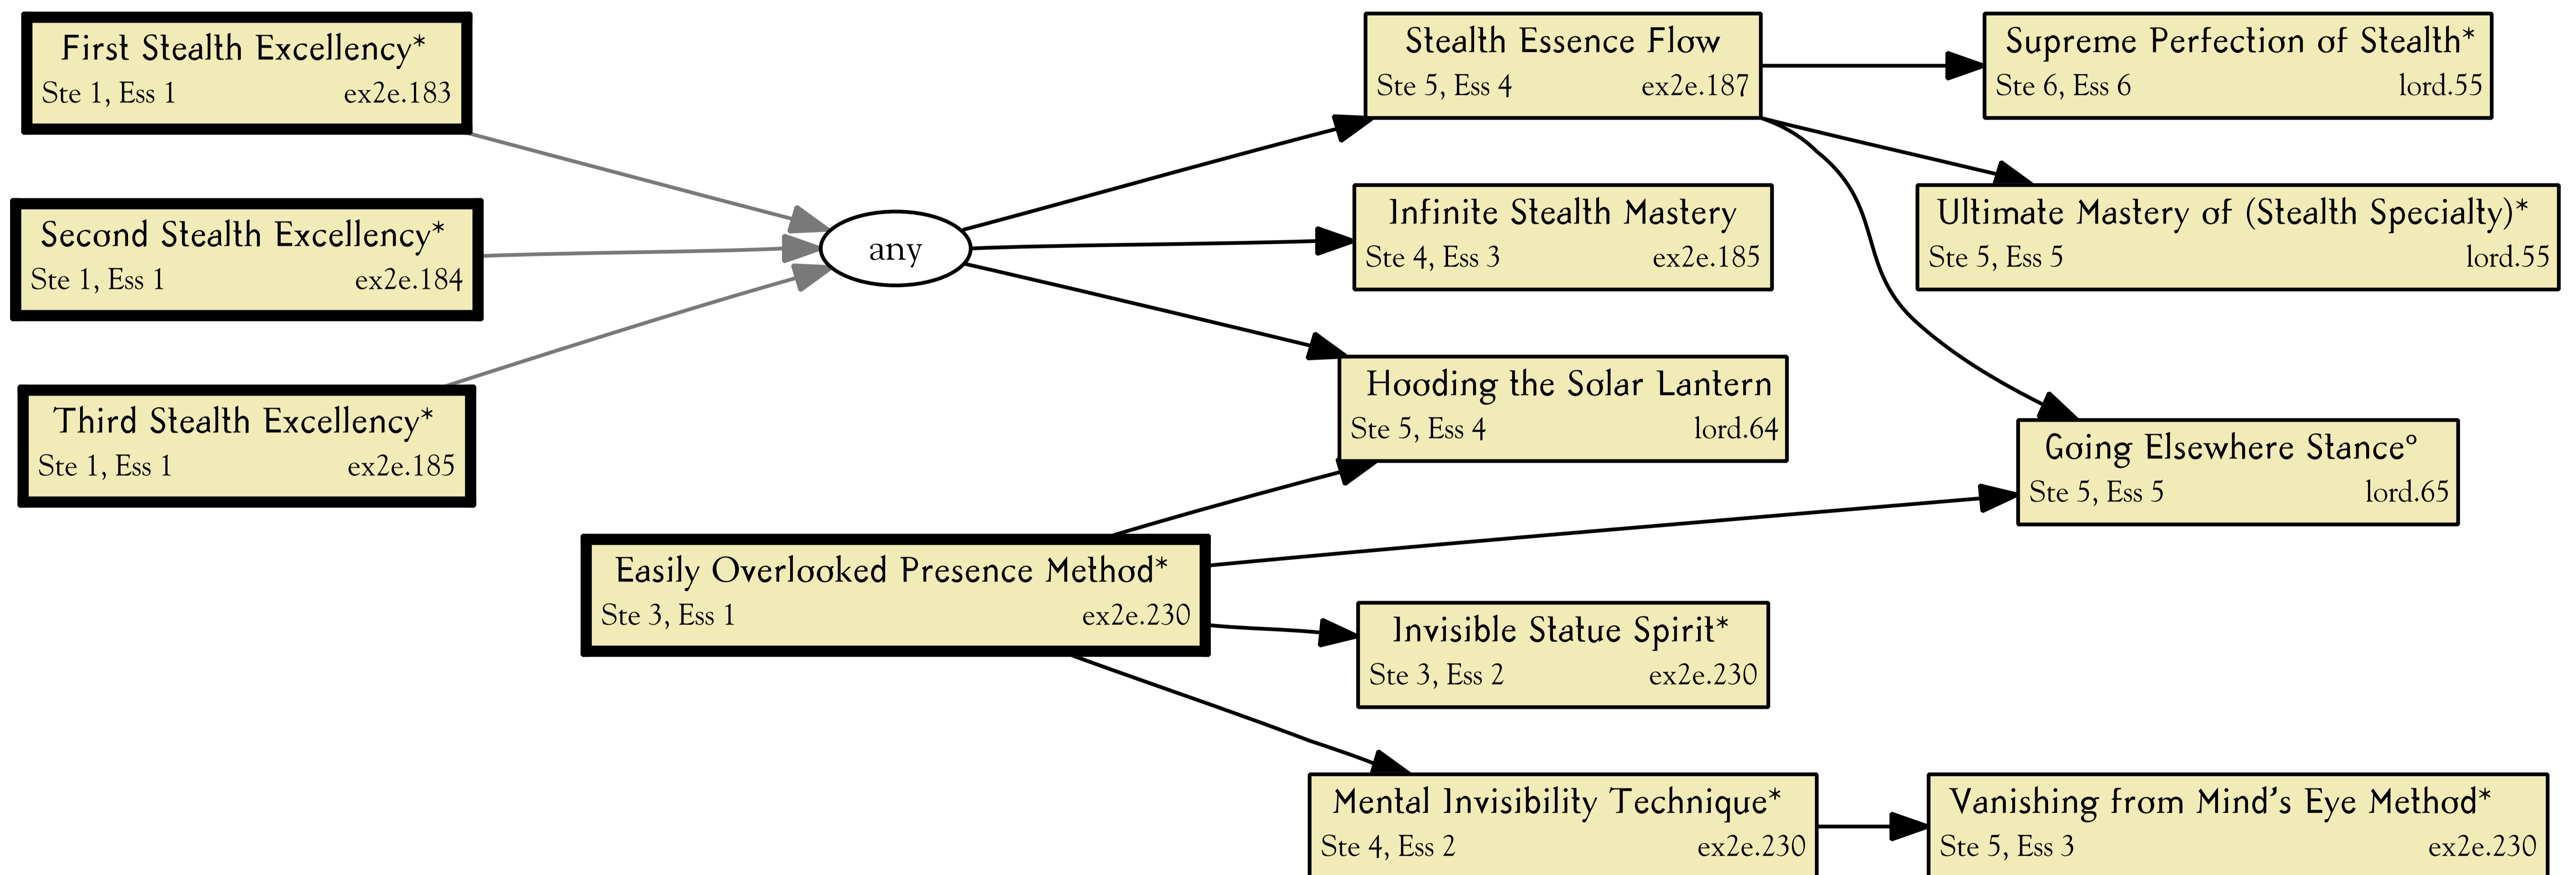 First Stealth Excellency*
Ste 1, Ess 1 ex2e.183
Second Stealth Excellency*
Ste 1, Ess 1 ex2e.184
Third Stealth Excellency*
Ste 1, Ess 1 ex2e.185
any
Easily Overlooked Presence Method*
Ste 3, Ess 1 ex2e.230
Stealth Essence Flow
Ste 5, Ess 4 ex2e.187
Infinite Stealth Mastery
Ste 4, Ess 3 ex2e.185
Hooding the Solar Lantern
Ste 5, Ess 4 lord.64
Invisible Statue Spirit*
Ste 3, Ess 2 ex2e.230
Mental Invisibility Technique*
Ste 4, Ess 2 ex2e.230
Supreme Perfection of Stealth*
Ste 6, Ess 6 lord.55
Ultimate Mastery of (Stealth Specialty)*
Ste 5, Ess 5 lord.55
Going Elsewhere Stance°
Ste 5, Ess 5 lord.65
Vanishing from Mind's Eye Method*
Ste 5, Ess 3 ex2e.230